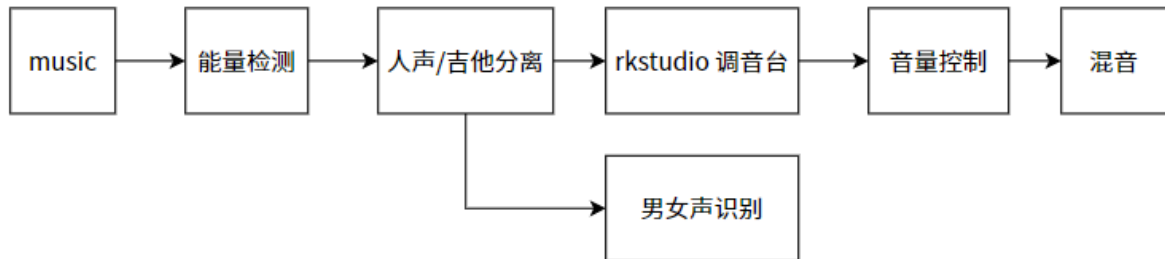 music
能量检测
人声/吉他分离
rkstudio 调音台
音量控制
混音
男女声识别